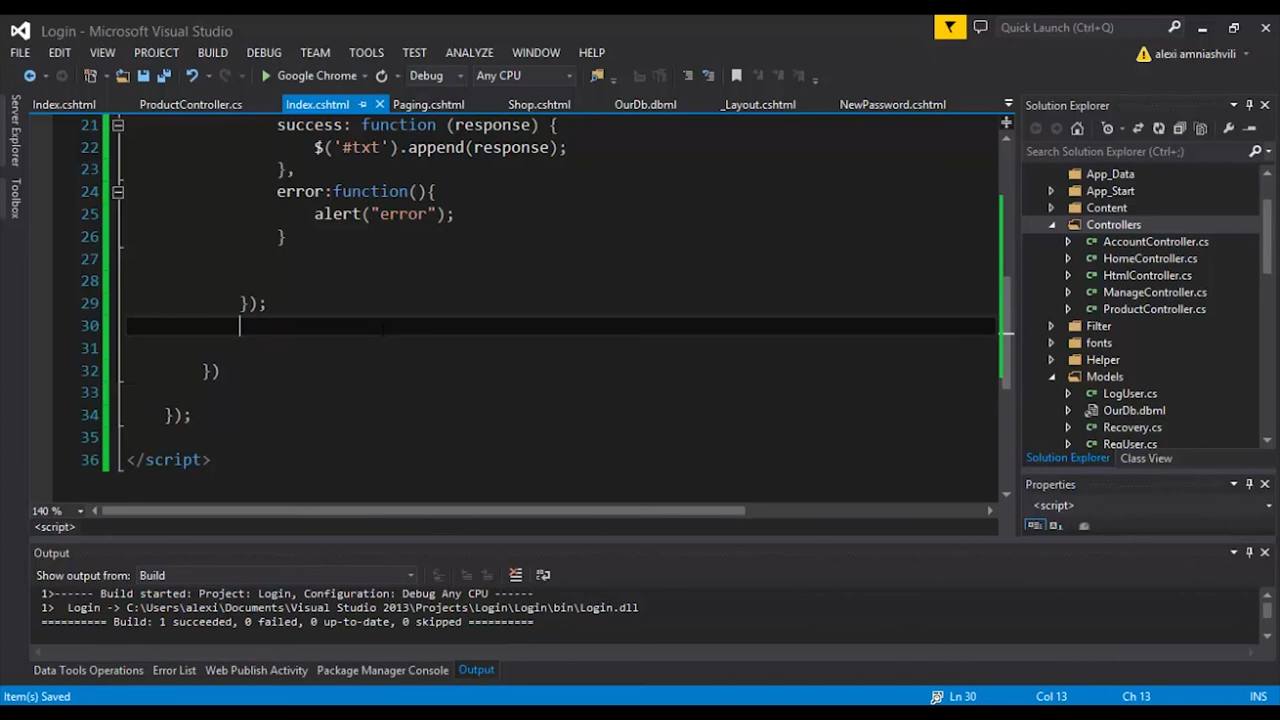 Login - Microsoft Visual Studio
Quick Launch (Ctrl+Q)
FILE EDIT VIEW PROJECT BUILD DEBUG TEAM TOOLS TEST ANALYZE WINDOW HELP
alexi amniashvili
Google Chrome Debug Any CPU
Server Explorer
Toolbox
Index.cshtml ProductController.cs Index.cshtml Paging.cshtml Shop.cshtml OurDb.dbml _Layout.cshtml NewPassword.cshtml
21 success: function (response) {
22 $('#txt').append(response);
23 },
24 error:function(){
25 alert("error");
26 }
27
28
29 });
30
31
32 })
33
34 });
35
36 </script>
140 %
<script>
Solution Explorer
Search Solution Explorer (Ctrl+;)
App_Data
App_Start
Content
Controllers
AccountController.cs
HomeController.cs
HtmlController.cs
ManageController.cs
ProductController.cs
Filter
fonts
Helper
Models
LogUser.cs
OurDb.dbml
Recovery.cs
RegUser.cs
Solution Explorer Class View
Properties
<script>
Output
Show output from: Build
1>------ Build started: Project: Login, Configuration: Debug Any CPU ------
1> Login -> C:\Users\alexi\Documents\Visual Studio 2013\Projects\Login\Login\bin\Login.dll
========== Build: 1 succeeded, 0 failed, 0 up-to-date, 0 skipped ==========
Data Tools Operations Error List Web Publish Activity Package Manager Console Output
Item(s) Saved Ln 30 Col 13 Ch 13 INS